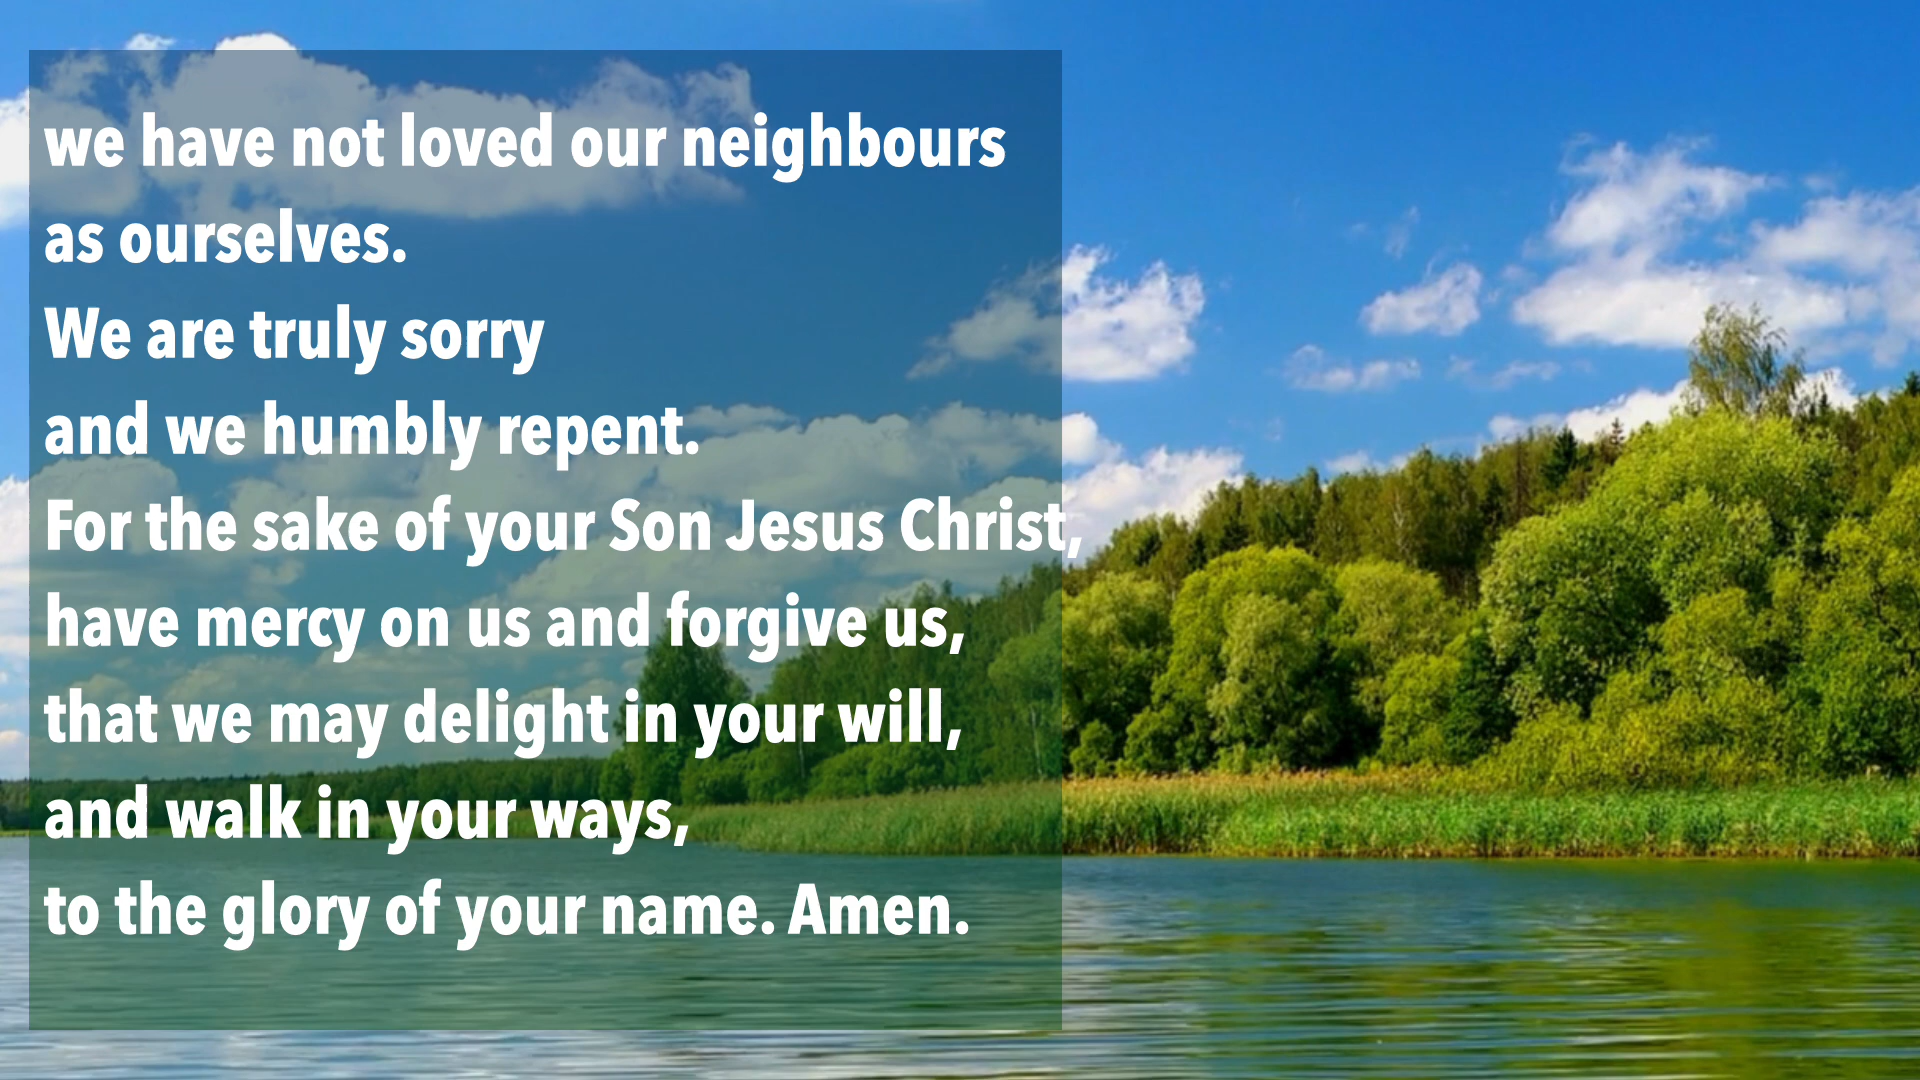 we have not loved our neighbours
as ourselves.
We are truly sorry
and we humbly repent.
For the sake of your Son Jesus Christ,
have mercy on us and forgive us,
that we may delight in your will,
and walk in your ways,
to the glory of your name. Amen.